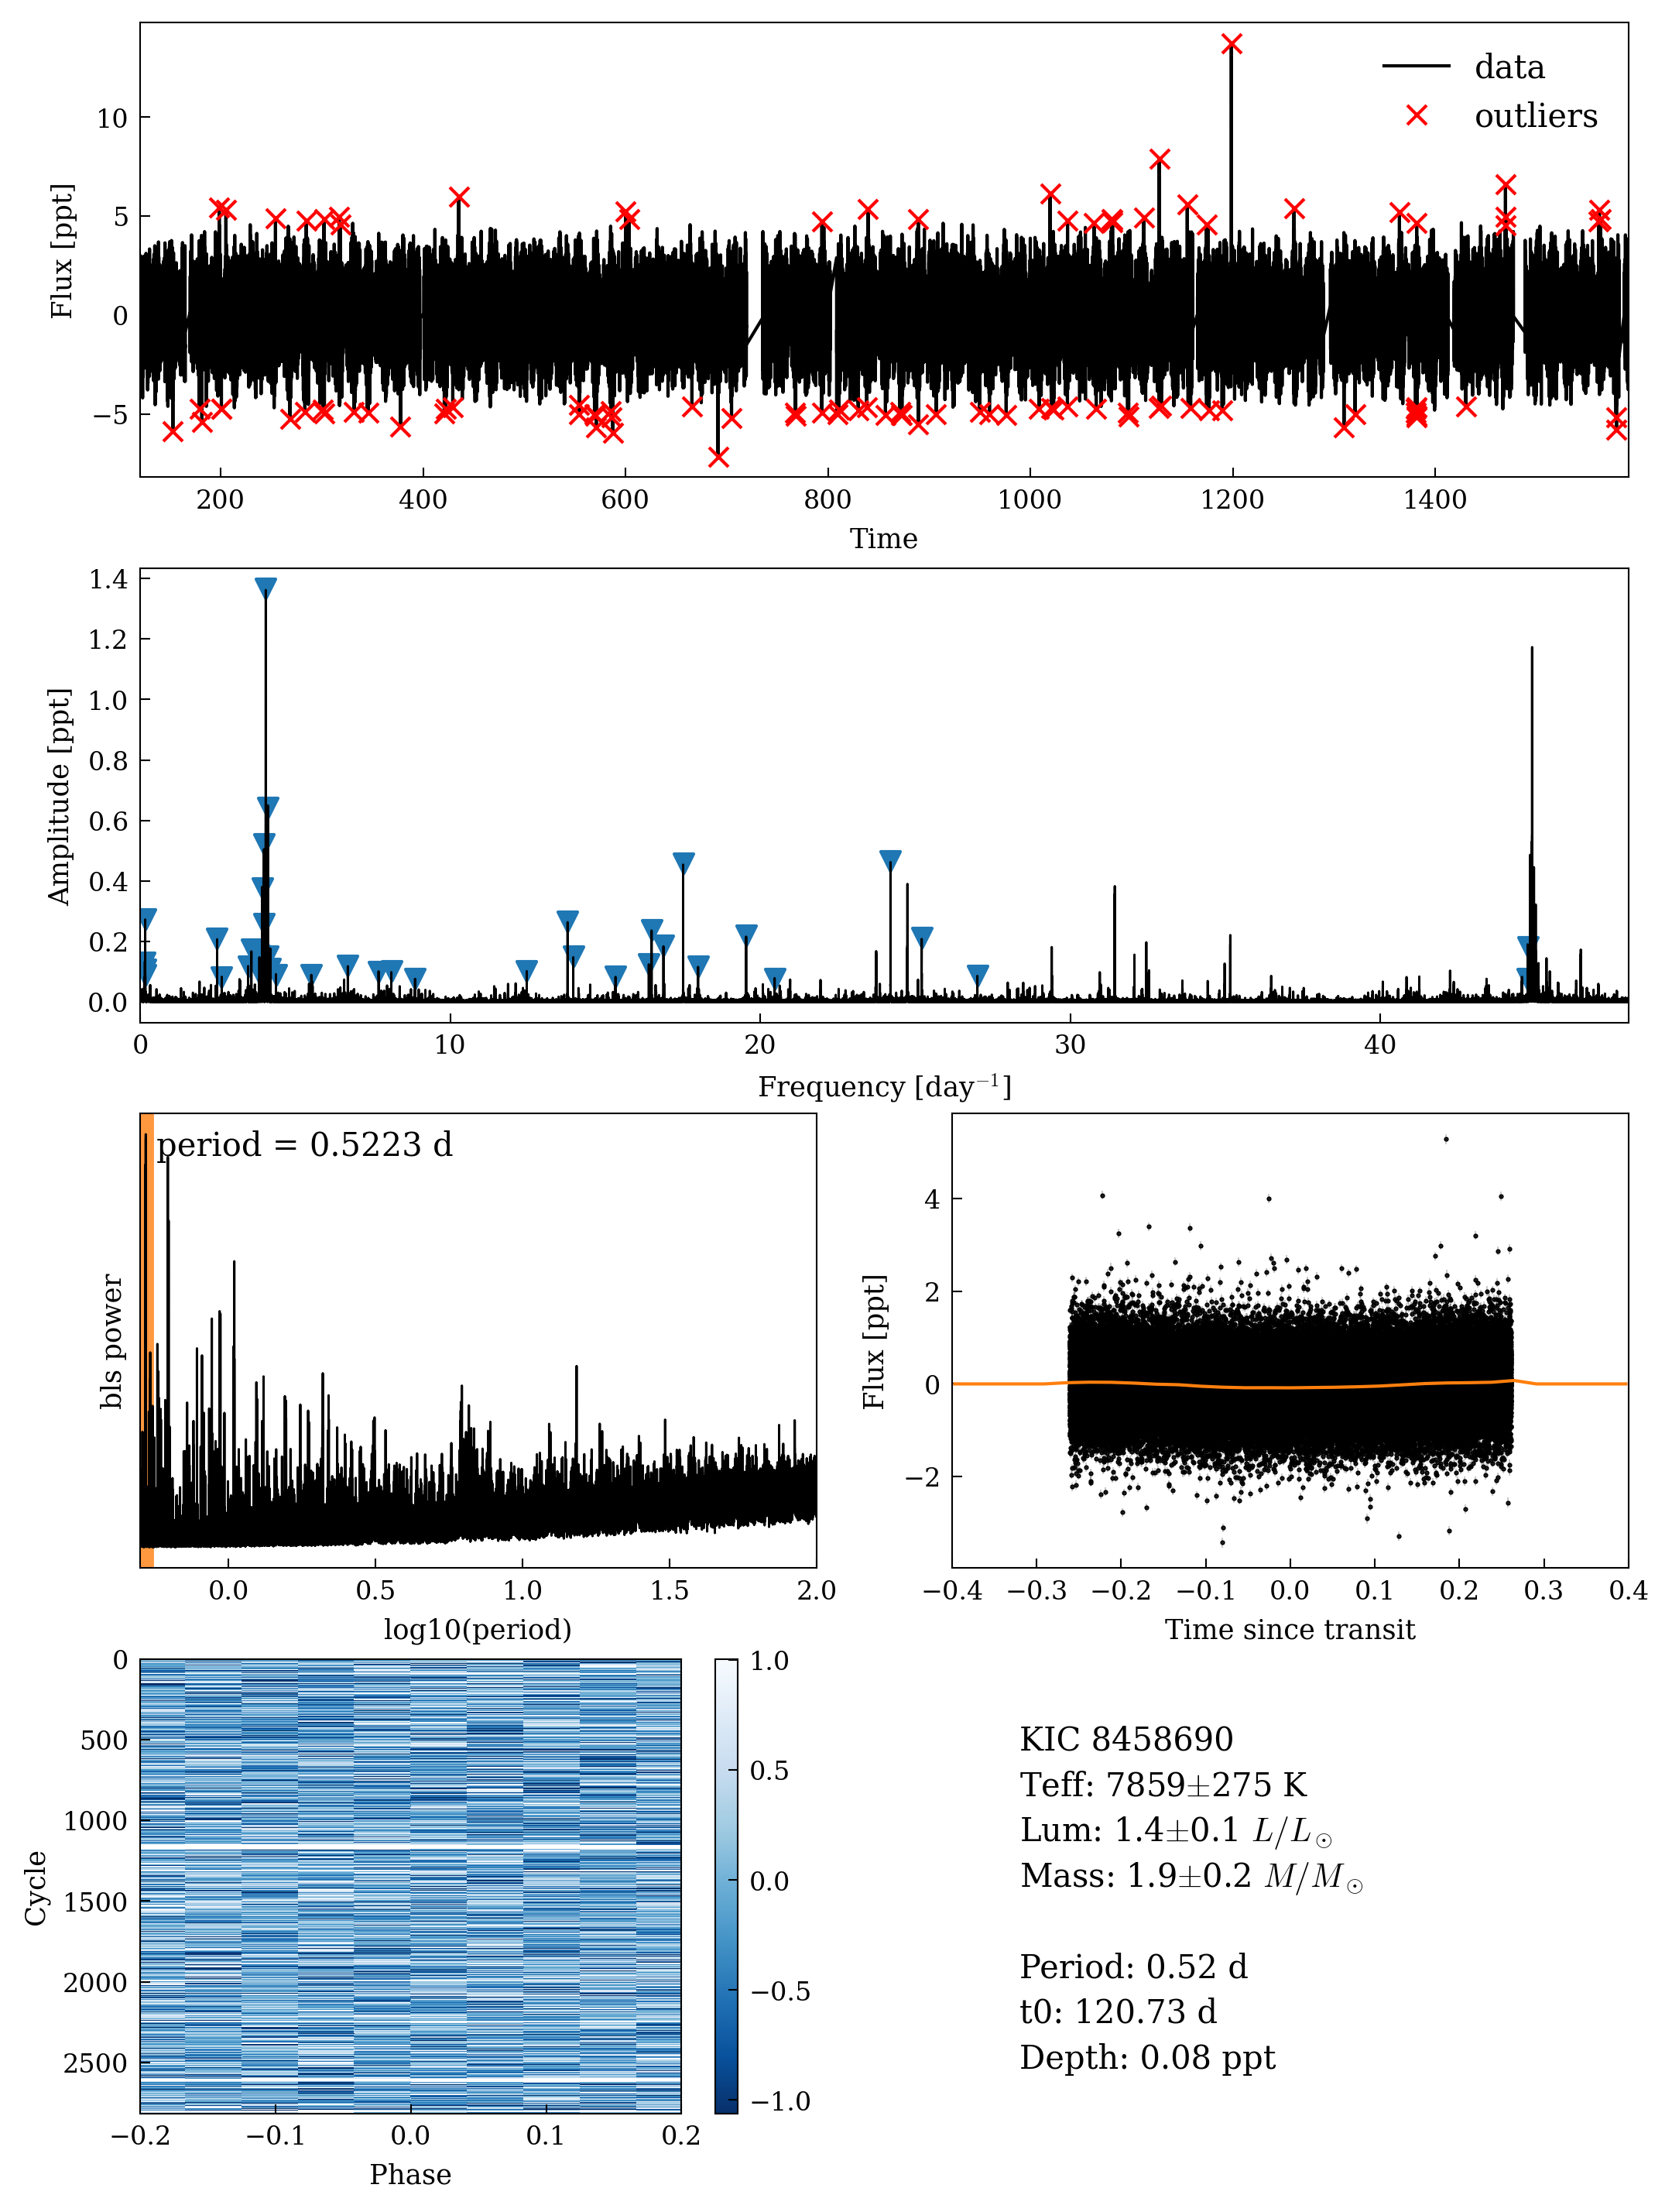 data
outliers
10
5
0
−5
Flux [ppt]
200 400 600 800 1000 1200 1400
Time
1.4
1.2
1.0
0.8
0.6
0.4
0.2
0.0
Amplitude [ppt]
0 10 20 30 40
Frequency [day⁻¹]
period = 0.5223 d
bls power
0.0 0.5 1.0 1.5 2.0
log10(period)
4
2
0
−2
Flux [ppt]
−0.4 −0.3 −0.2 −0.1 0.0 0.1 0.2 0.3 0.4
Time since transit
0
500
1000
1500
2000
2500
Cycle
−0.2 −0.1 0.0 0.1 0.2
Phase
1.0
0.5
0.0
−0.5
−1.0
KIC 8458690
Teff: 7859±275 K
Lum: 1.4±0.1 L/L⊙
Mass: 1.9±0.2 M/M⊙
Period: 0.52 d
t0: 120.73 d
Depth: 0.08 ppt